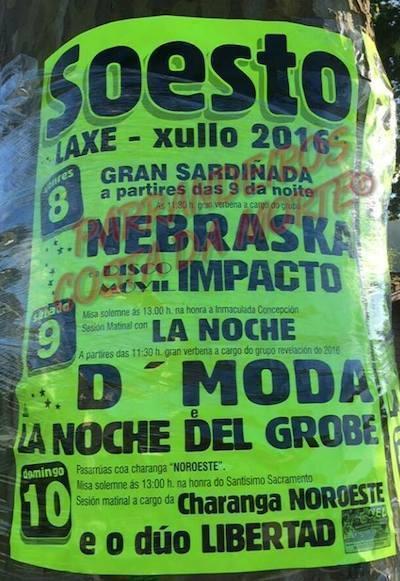 Soesto
LAXE - xullo 2016
venres
8
GRAN SARDIÑADA
a partires das 9 da noite
Ás 11:30 h. gran verbena a cargo do grupo
NEBRASKA
DISCO MÓVIL IMPACTO
sábado
9
Misa solemne ás 13.00 h. na honra á Inmaculada Concepción
Sesión Matinal con LA NOCHE
A partires das 11:30 h. gran verbena a cargo do grupo revelación do 2016
D´MODA
e
LA NOCHE DEL GROBE
domingo
10
Pasarrúas coa charanga "NOROESTE".
Misa solemne ás 13:00 h. na honra do Santísimo Sacramento
Sesión matinal a cargo da Charanga NOROESTE
e o dúo LIBERTAD
COSTA DA MORTE©